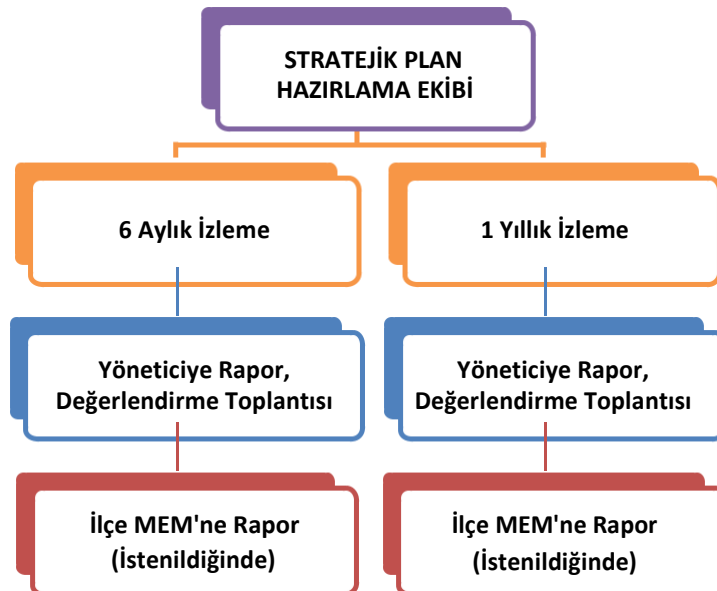 STRATEJİK PLAN
HAZIRLAMA EKİBİ
6 Aylık İzleme
1 Yıllık İzleme
Yöneticiye Rapor,
Değerlendirme Toplantısı
Yöneticiye Rapor,
Değerlendirme Toplantısı
İlçe MEM'ne Rapor
(İstenildiğinde)
İlçe MEM'ne Rapor
(İstenildiğinde)